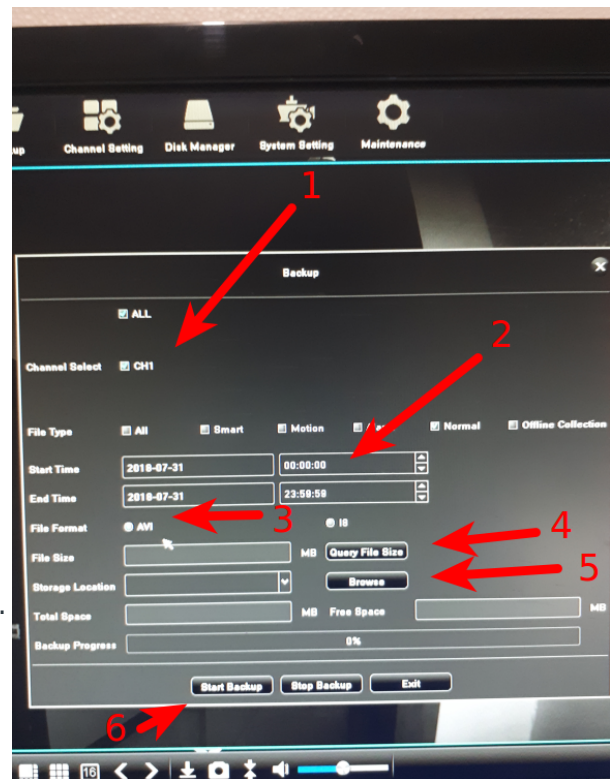 up Channel Setting Disk Manager System Setting Maintenance
1
Backup
ALL
2
Channel Select CH1
File Type All Smart Motion Normal Offline Collection
Start Time 2018-07-31 00:00:00
End Time 2018-07-31 23:59:59
3
File Format AVI
4
File Size MB Query File Size
5
Storage Location Browse
Total Space MB Free Space MB
Backup Progress 0%
Start Backup Stop Backup Exit
6
16